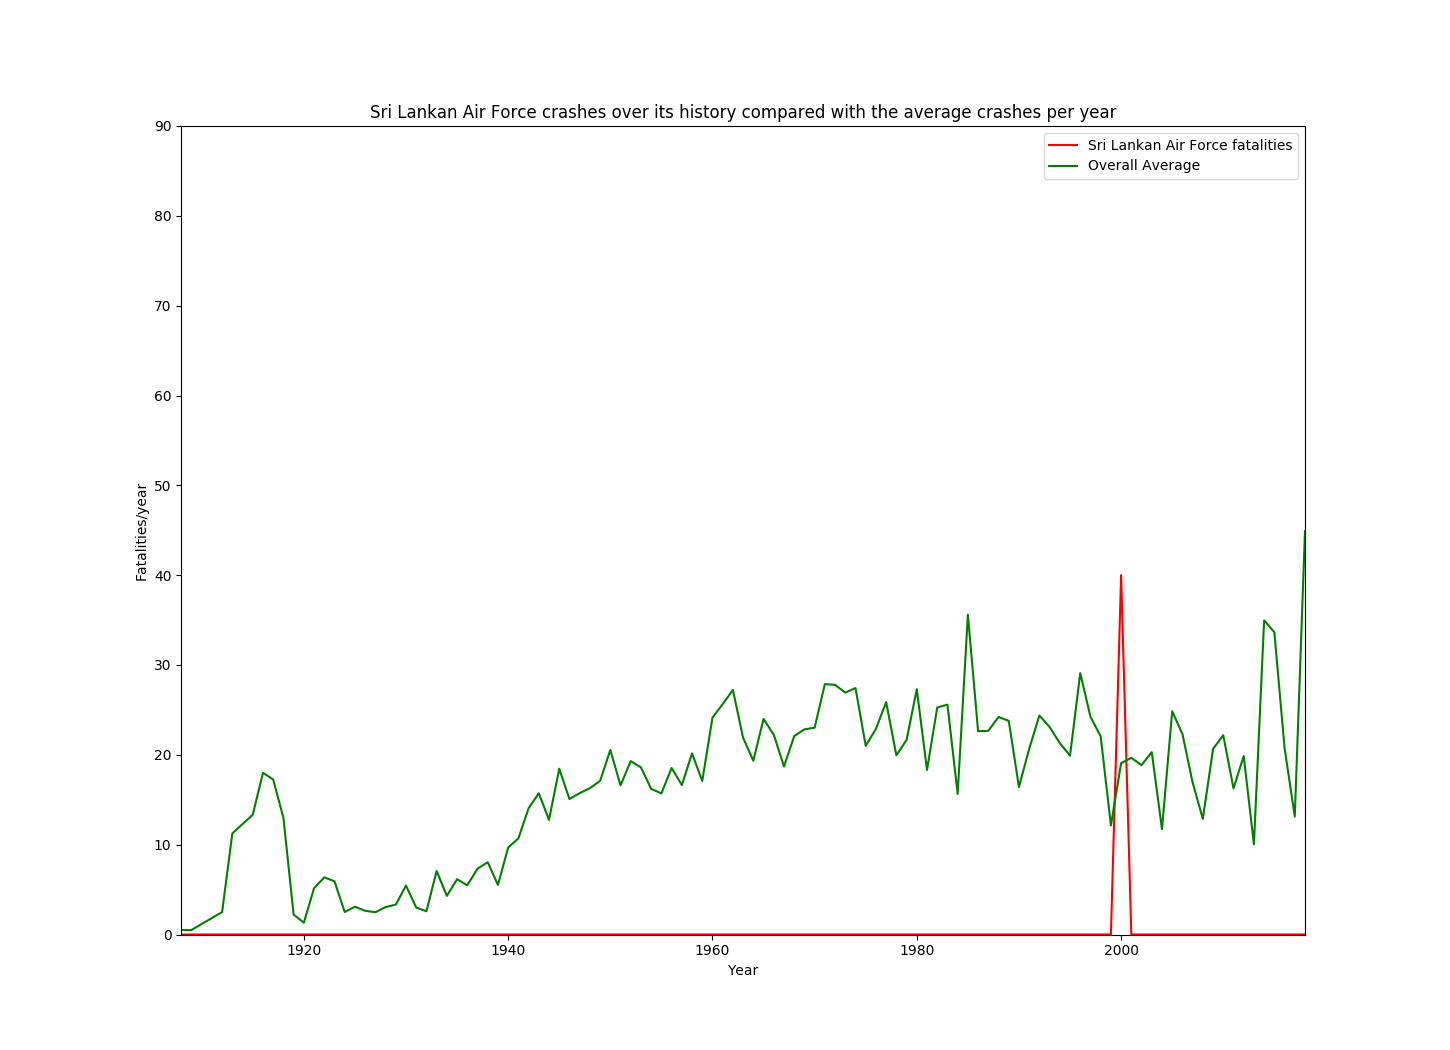 Sri Lankan Air Force crashes over its history compared with the average crashes per year
90
80
70
60
50
40
30
20
10
0
Fatalities/year
Sri Lankan Air Force fatalities
Overall Average
1920 1940 1960 1980 2000
Year